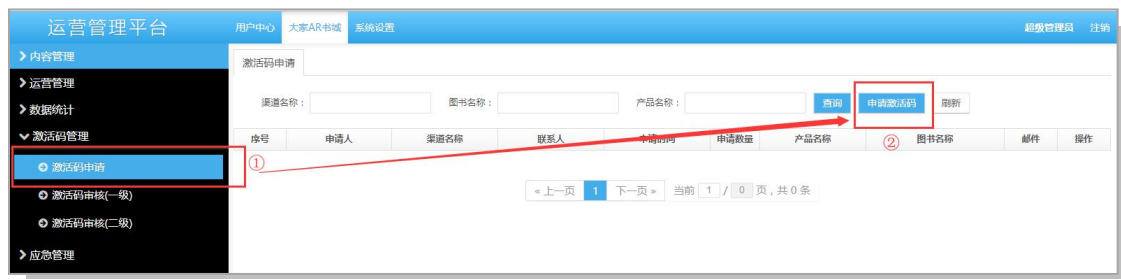 运营管理平台
用户中心 大家AR书城 系统设置
超级管理员 注销
内容管理
运营管理
数据统计
激活码管理
激活码申请
激活码审核(一级)
激活码审核(二级)
应急管理
激活码申请
渠道名称： 图书名称： 产品名称： 查询 申请激活码 刷新
序号 申请人 渠道名称 联系人 申请时间 申请数量 产品名称 图书名称 邮件 操作
① ②
« 上一页 1 下一页 » 当前 1 / 0 页，共 0 条